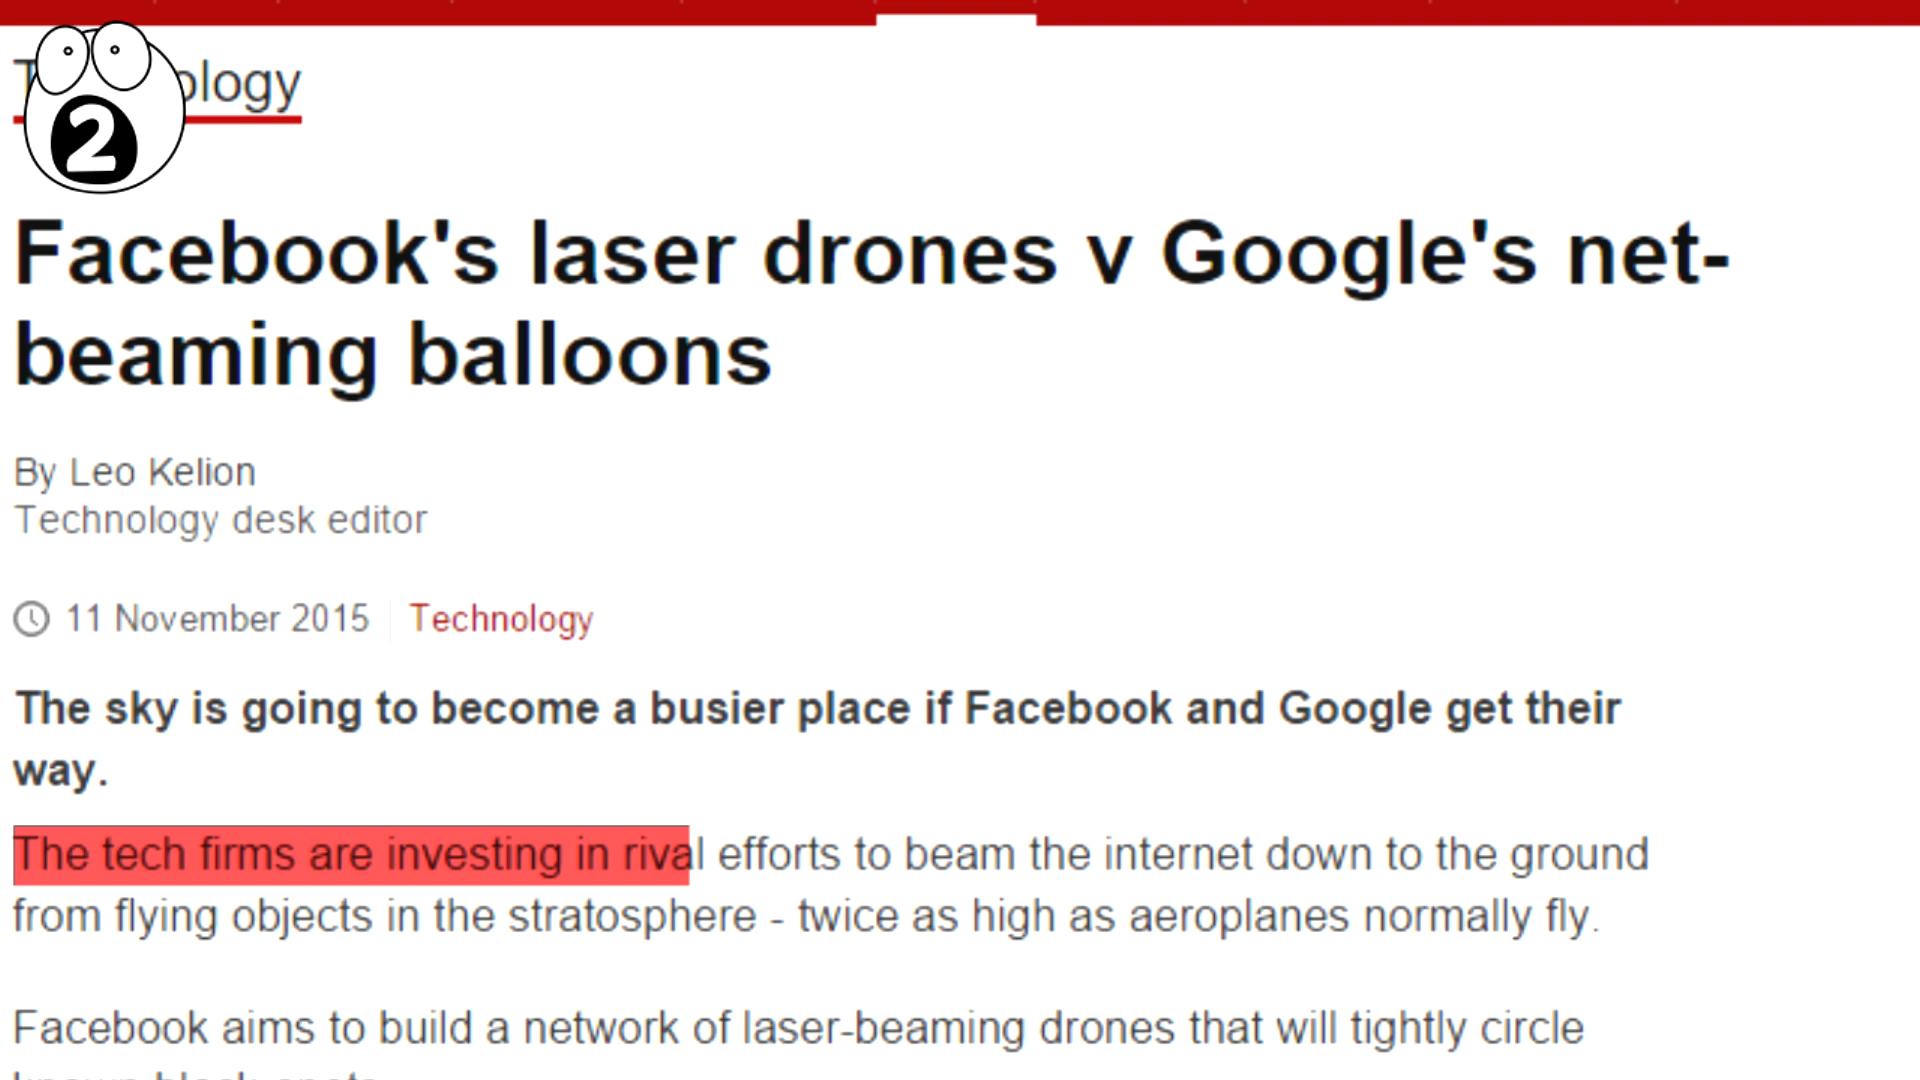 ology
2
Facebook's laser drones v Google's net-
beaming balloons
By Leo Kelion
Technology desk editor
11 November 2015 Technology
The sky is going to become a busier place if Facebook and Google get their
way.
The tech firms are investing in rival efforts to beam the internet down to the ground
from flying objects in the stratosphere - twice as high as aeroplanes normally fly.
Facebook aims to build a network of laser-beaming drones that will tightly circle